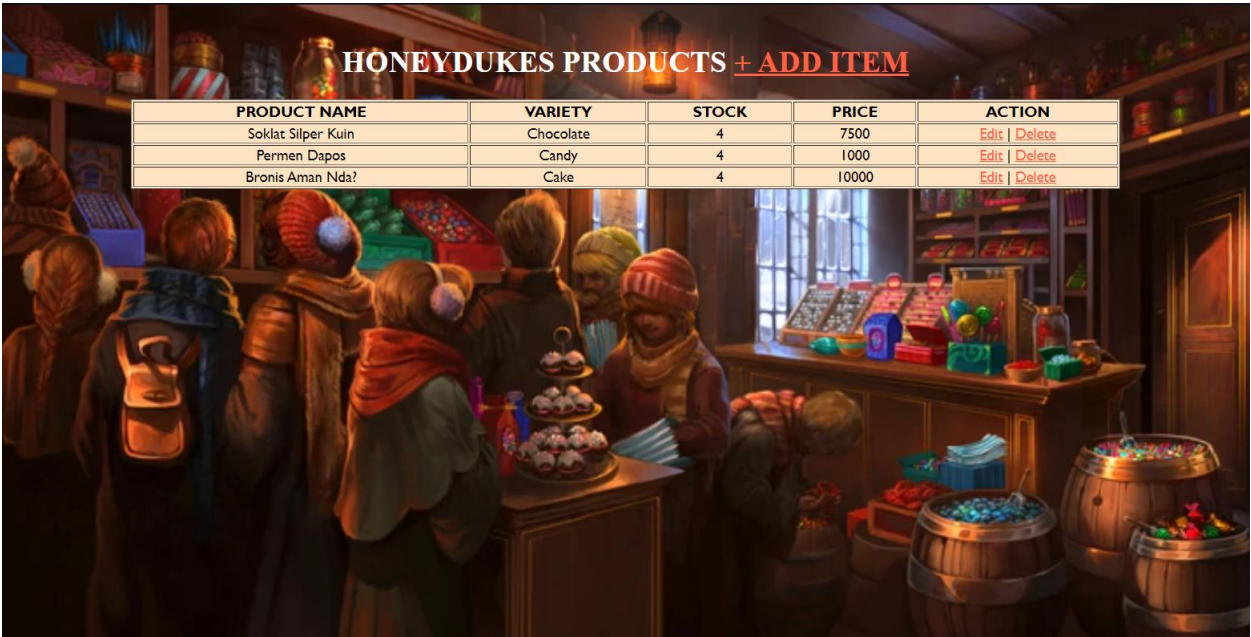 HONEYDUKES PRODUCTS + ADD ITEM
PRODUCT NAME VARIETY STOCK PRICE ACTION
Soklat Silper Kuin Chocolate 4 7500 Edit | Delete
Permen Dapos Candy 4 1000 Edit | Delete
Bronis Aman Nda? Cake 4 10000 Edit | Delete